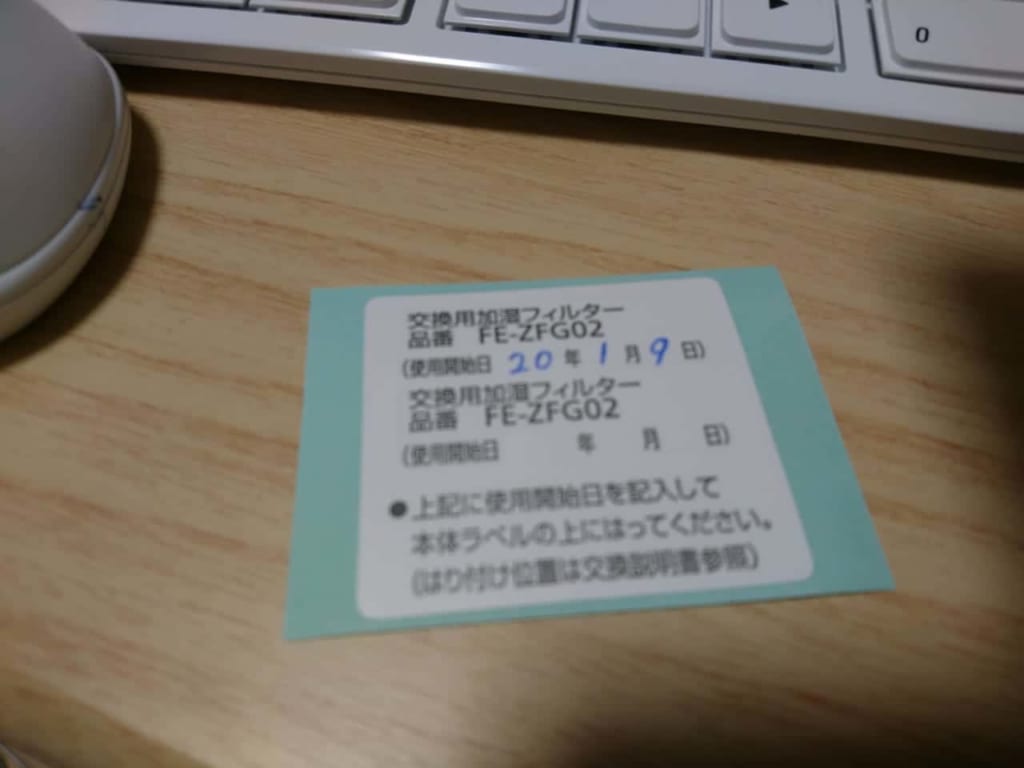 0
交換用加湿フィルター
品番 FE-ZFG02
(使用開始日 20 年 1 月 9 日)
交換用加湿フィルター
品番 FE-ZFG02
(使用開始日 年 月 日)
●上記に使用開始日を記入して
本体ラベルの上にはってください。
(はり付け位置は交換説明書参照)